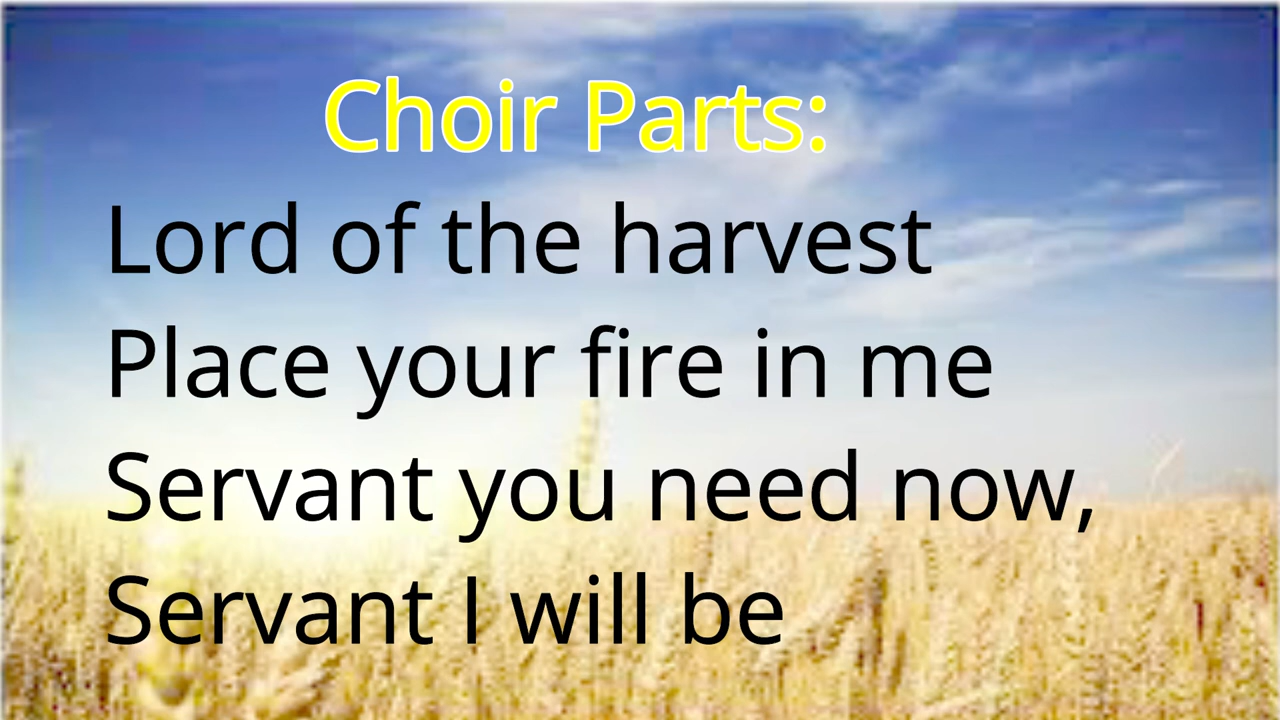 Choir Parts:
Lord of the harvest
Place your fire in me
Servant you need now,
Servant I will be